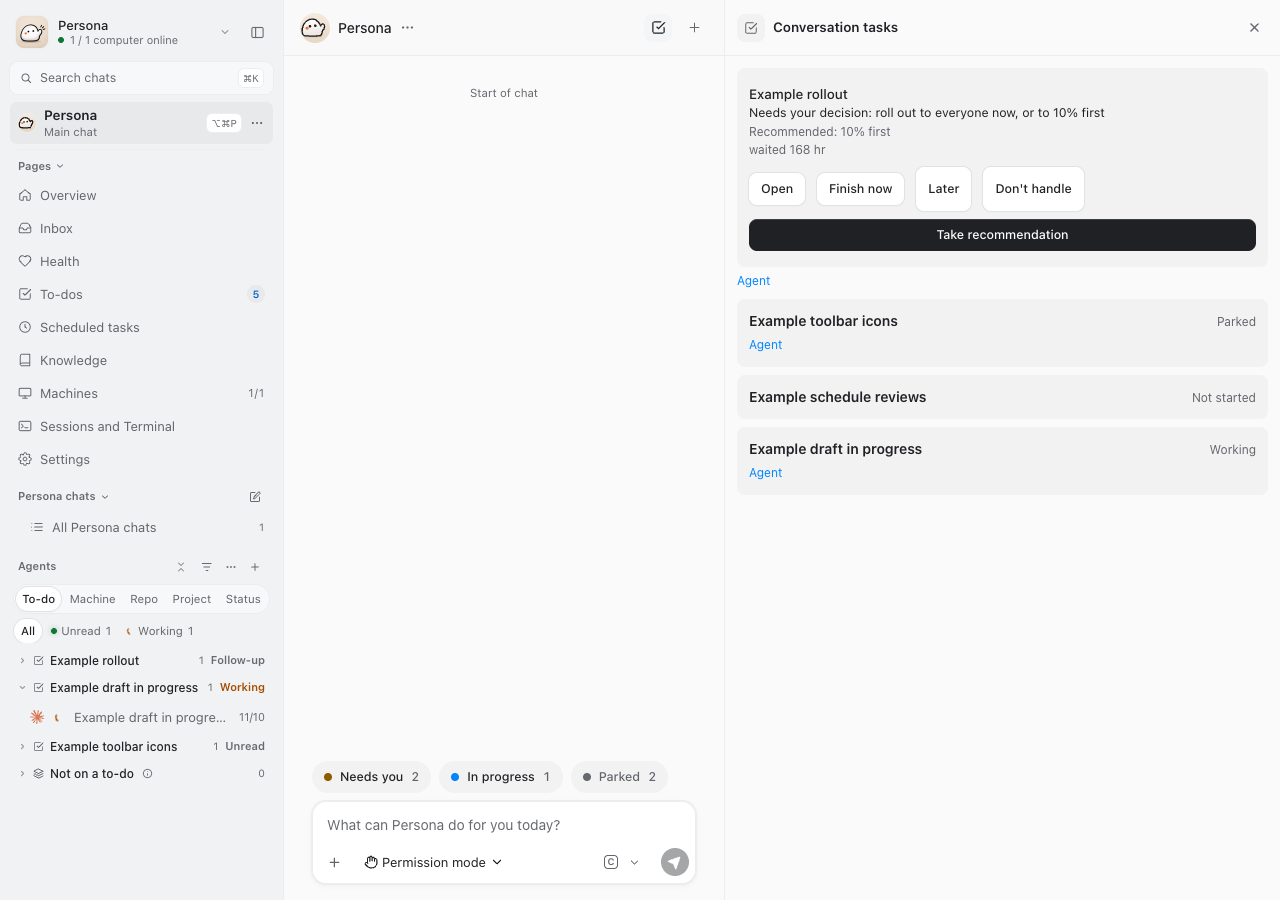 Persona
1 / 1 computer online
Search chats
⌘K
Persona
Main chat
⌥⌘P
Pages
Overview
Inbox
Health
To-dos
5
Scheduled tasks
Knowledge
Machines
1/1
Sessions and Terminal
Settings
Persona chats
All Persona chats
1
Agents
To-do
Machine
Repo
Project
Status
All
Unread 1
Working 1
Example rollout
1 Follow-up
Example draft in progress
1 Working
Example draft in progre...
11/10
Example toolbar icons
1 Unread
Not on a to-do
0
Persona
Start of chat
Needs you 2
In progress 1
Parked 2
What can Persona do for you today?
Permission mode
C
Conversation tasks
Example rollout
Needs your decision: roll out to everyone now, or to 10% first
Recommended: 10% first
waited 168 hr
Open
Finish now
Later
Don't handle
Take recommendation
Agent
Example toolbar icons
Parked
Agent
Example schedule reviews
Not started
Example draft in progress
Working
Agent